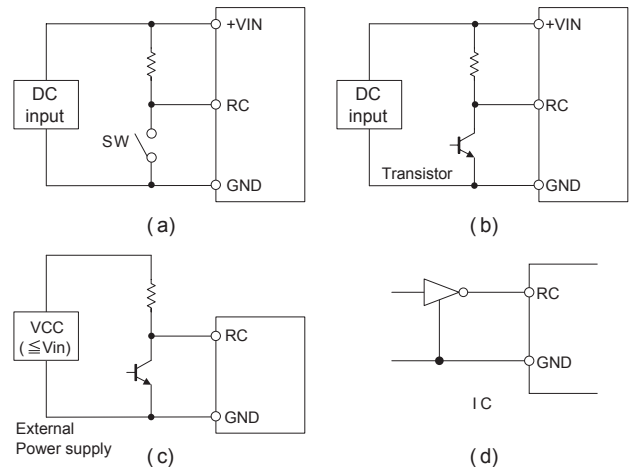 +VIN
DC
input
RC
SW
GND
(a)
+VIN
DC
input
RC
Transistor
GND
(b)
VCC
(≦Vin)
RC
GND
External
Power supply
(c)
RC
GND
IC
(d)